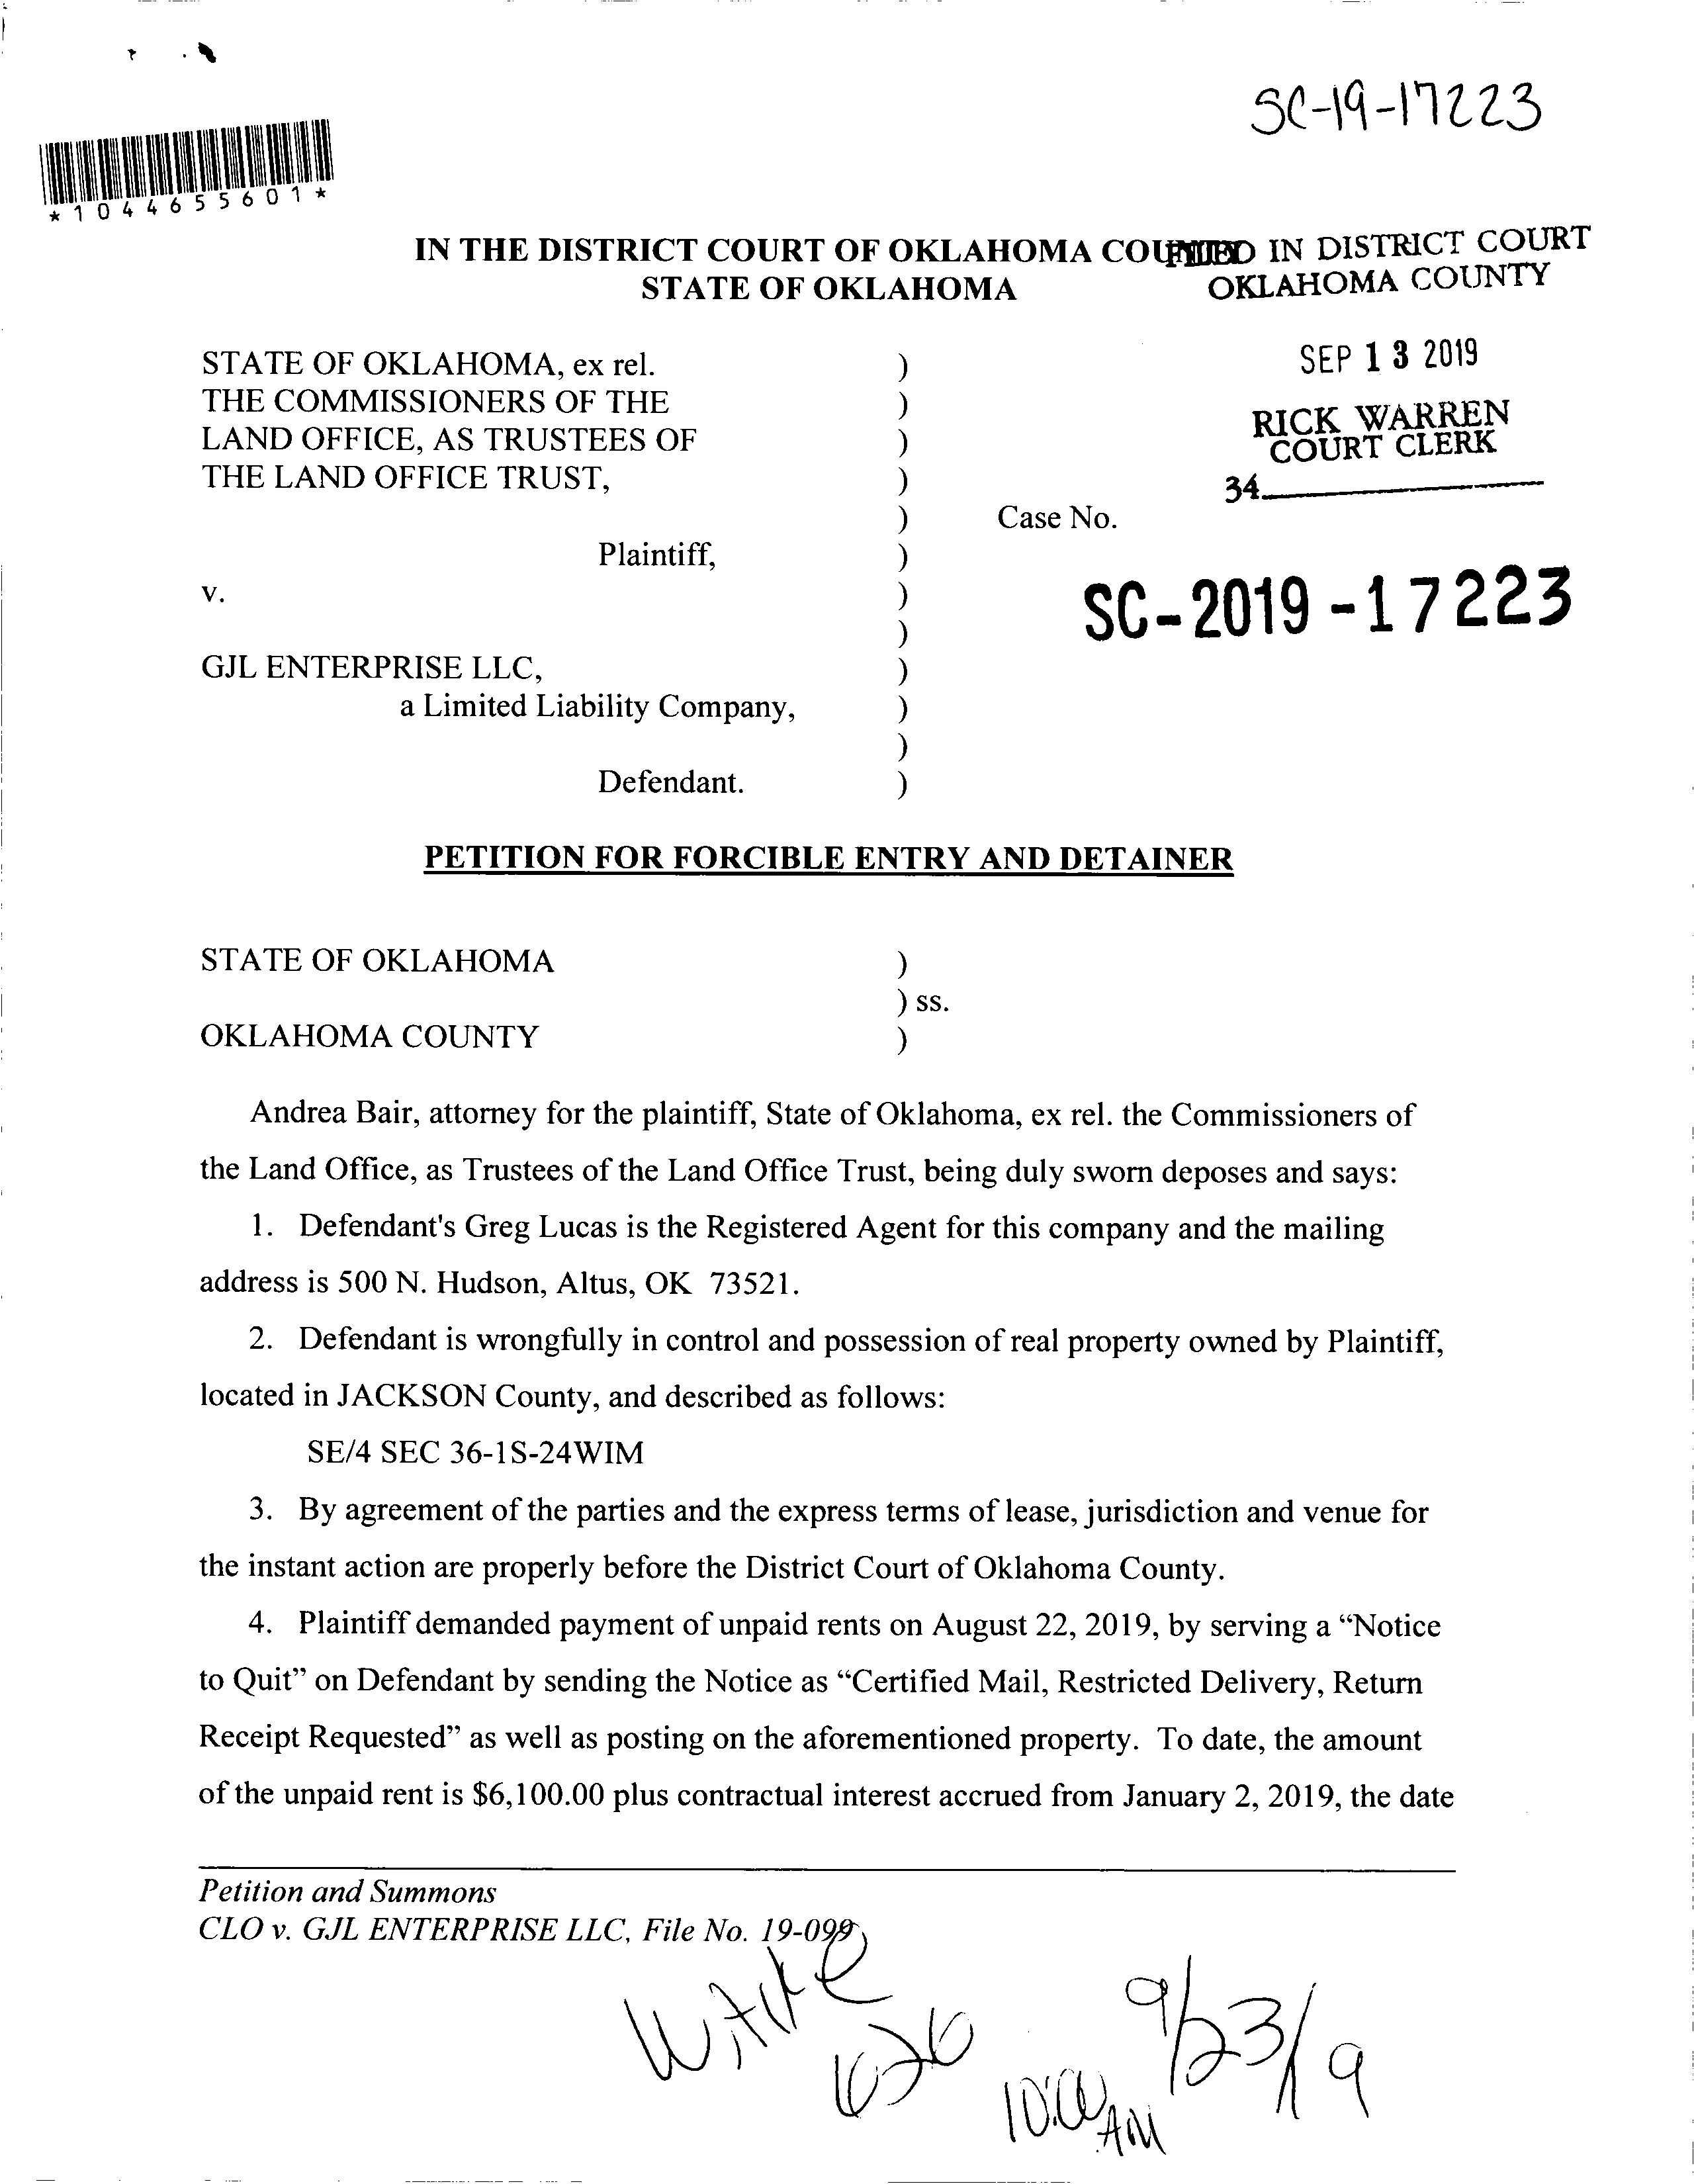 SC-19-17223
*1044655601*
IN THE DISTRICT COURT OF OKLAHOMA COUNTY
STATE OF OKLAHOMA
FILED IN DISTRICT COURT
OKLAHOMA COUNTY
SEP 13 2019
RICK WARREN
COURT CLERK
34
STATE OF OKLAHOMA, ex rel. )
THE COMMISSIONERS OF THE )
LAND OFFICE, AS TRUSTEES OF )
THE LAND OFFICE TRUST, )
) Case No.
Plaintiff, )
v. )
SC-2019-17223
)
GJL ENTERPRISE LLC, )
a Limited Liability Company, )
)
Defendant. )
PETITION FOR FORCIBLE ENTRY AND DETAINER
STATE OF OKLAHOMA )
) ss.
OKLAHOMA COUNTY )
Andrea Bair, attorney for the plaintiff, State of Oklahoma, ex rel. the Commissioners of
the Land Office, as Trustees of the Land Office Trust, being duly sworn deposes and says:
1. Defendant's Greg Lucas is the Registered Agent for this company and the mailing
address is 500 N. Hudson, Altus, OK 73521.
2. Defendant is wrongfully in control and possession of real property owned by Plaintiff,
located in JACKSON County, and described as follows:
SE/4 SEC 36-1S-24WIM
3. By agreement of the parties and the express terms of lease, jurisdiction and venue for
the instant action are properly before the District Court of Oklahoma County.
4. Plaintiff demanded payment of unpaid rents on August 22, 2019, by serving a “Notice
to Quit” on Defendant by sending the Notice as “Certified Mail, Restricted Delivery, Return
Receipt Requested” as well as posting on the aforementioned property. To date, the amount
of the unpaid rent is $6,100.00 plus contractual interest accrued from January 2, 2019, the date
Petition and Summons
CLO v. GJL ENTERPRISE LLC, File No. 19-099
626
10:00 AM
9/23/19